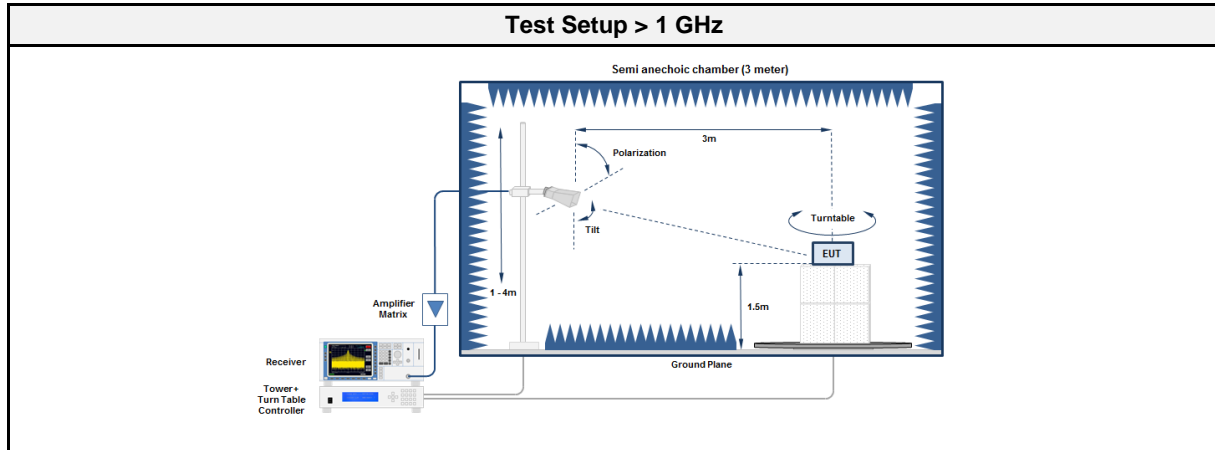 Test Setup > 1 GHz
Semi anechoic chamber (3 meter)
3m
Polarization
Tilt
Turntable
EUT
1 - 4m
1.5m
Amplifier
Matrix
Ground Plane
Receiver
Tower+
Turn Table
Controller